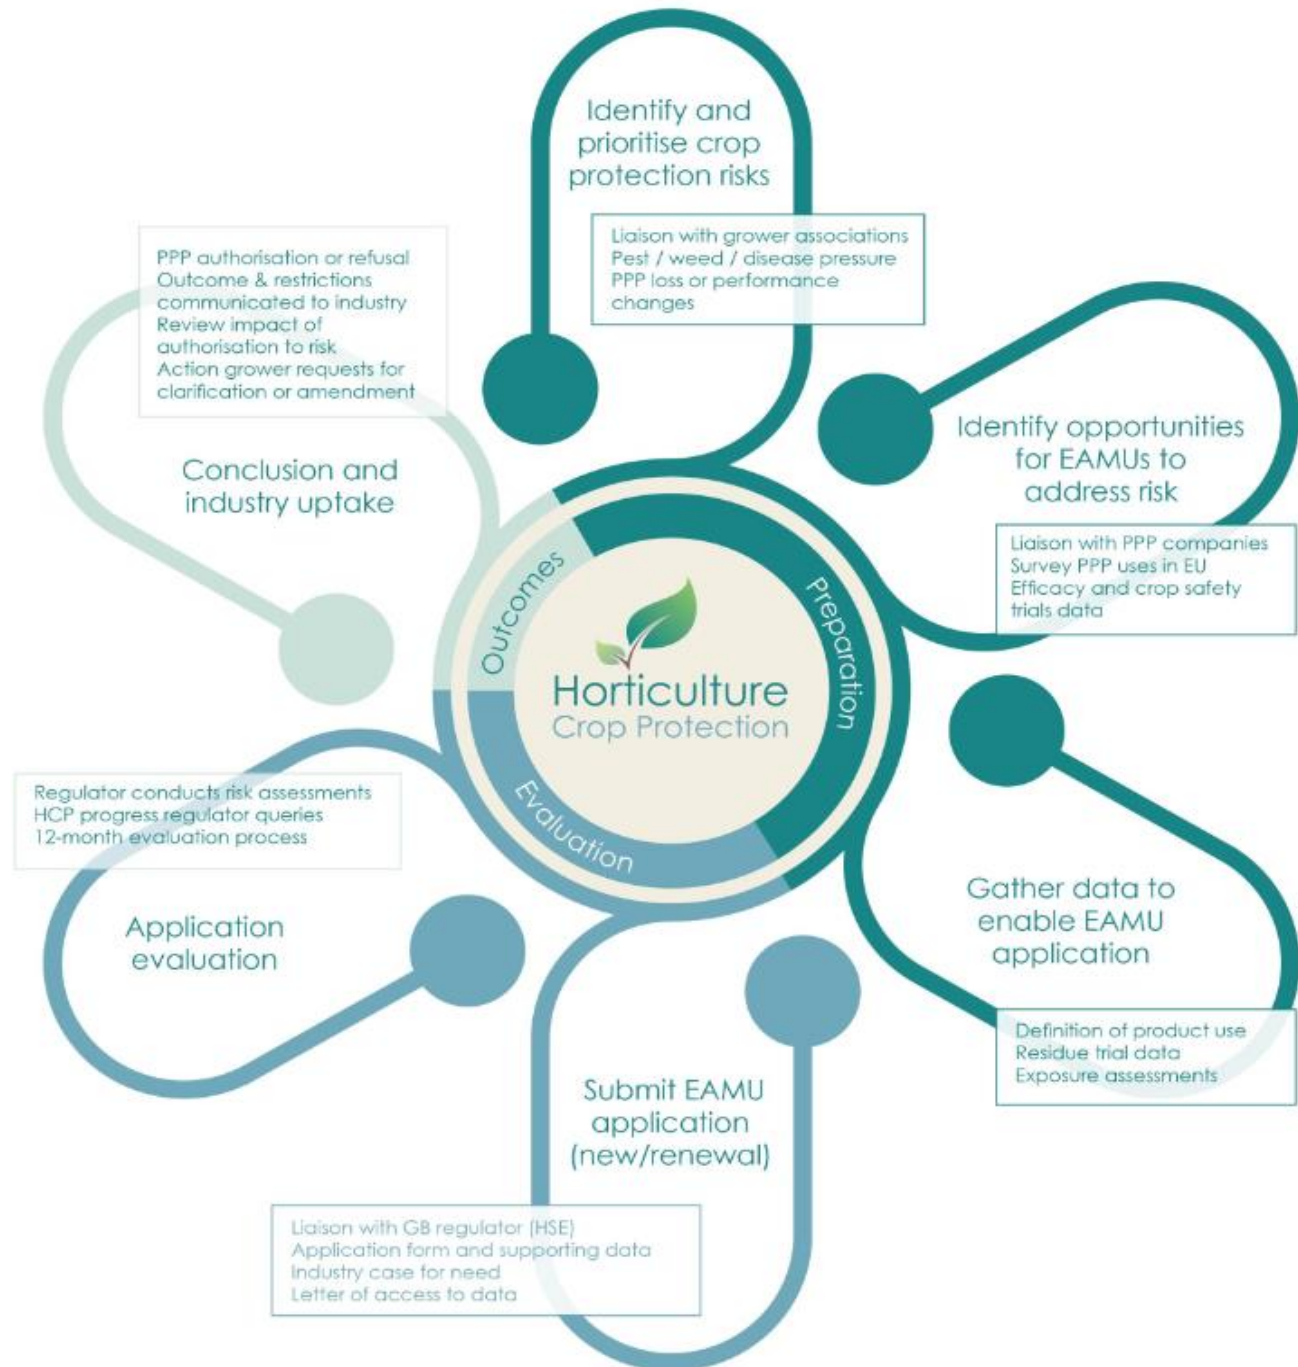 Identify and
prioritise crop
protection risks
Liaison with grower associations
Pest / weed / disease pressure
PPP loss or performance
changes
Identify opportunities
for EAMUs to
address risk
Liaison with PPP companies
Survey PPP uses in EU
Efficacy and crop safety
trials data
Gather data to
enable EAMU
application
Definition of product use
Residue trial data
Exposure assessments
Submit EAMU
application
(new/renewal)
Liaison with GB regulator (HSE)
Application form and supporting data
Industry case for need
Letter of access to data
Application
evaluation
Regulator conducts risk assessments
HCP progress regulator queries
12-month evaluation process
Conclusion and
industry uptake
PPP authorisation or refusal
Outcome & restrictions
communicated to industry
Review impact of
authorisation to risk
Action grower requests for
clarification or amendment
Preparation
Evaluation
Outcomes
Horticulture
Crop Protection